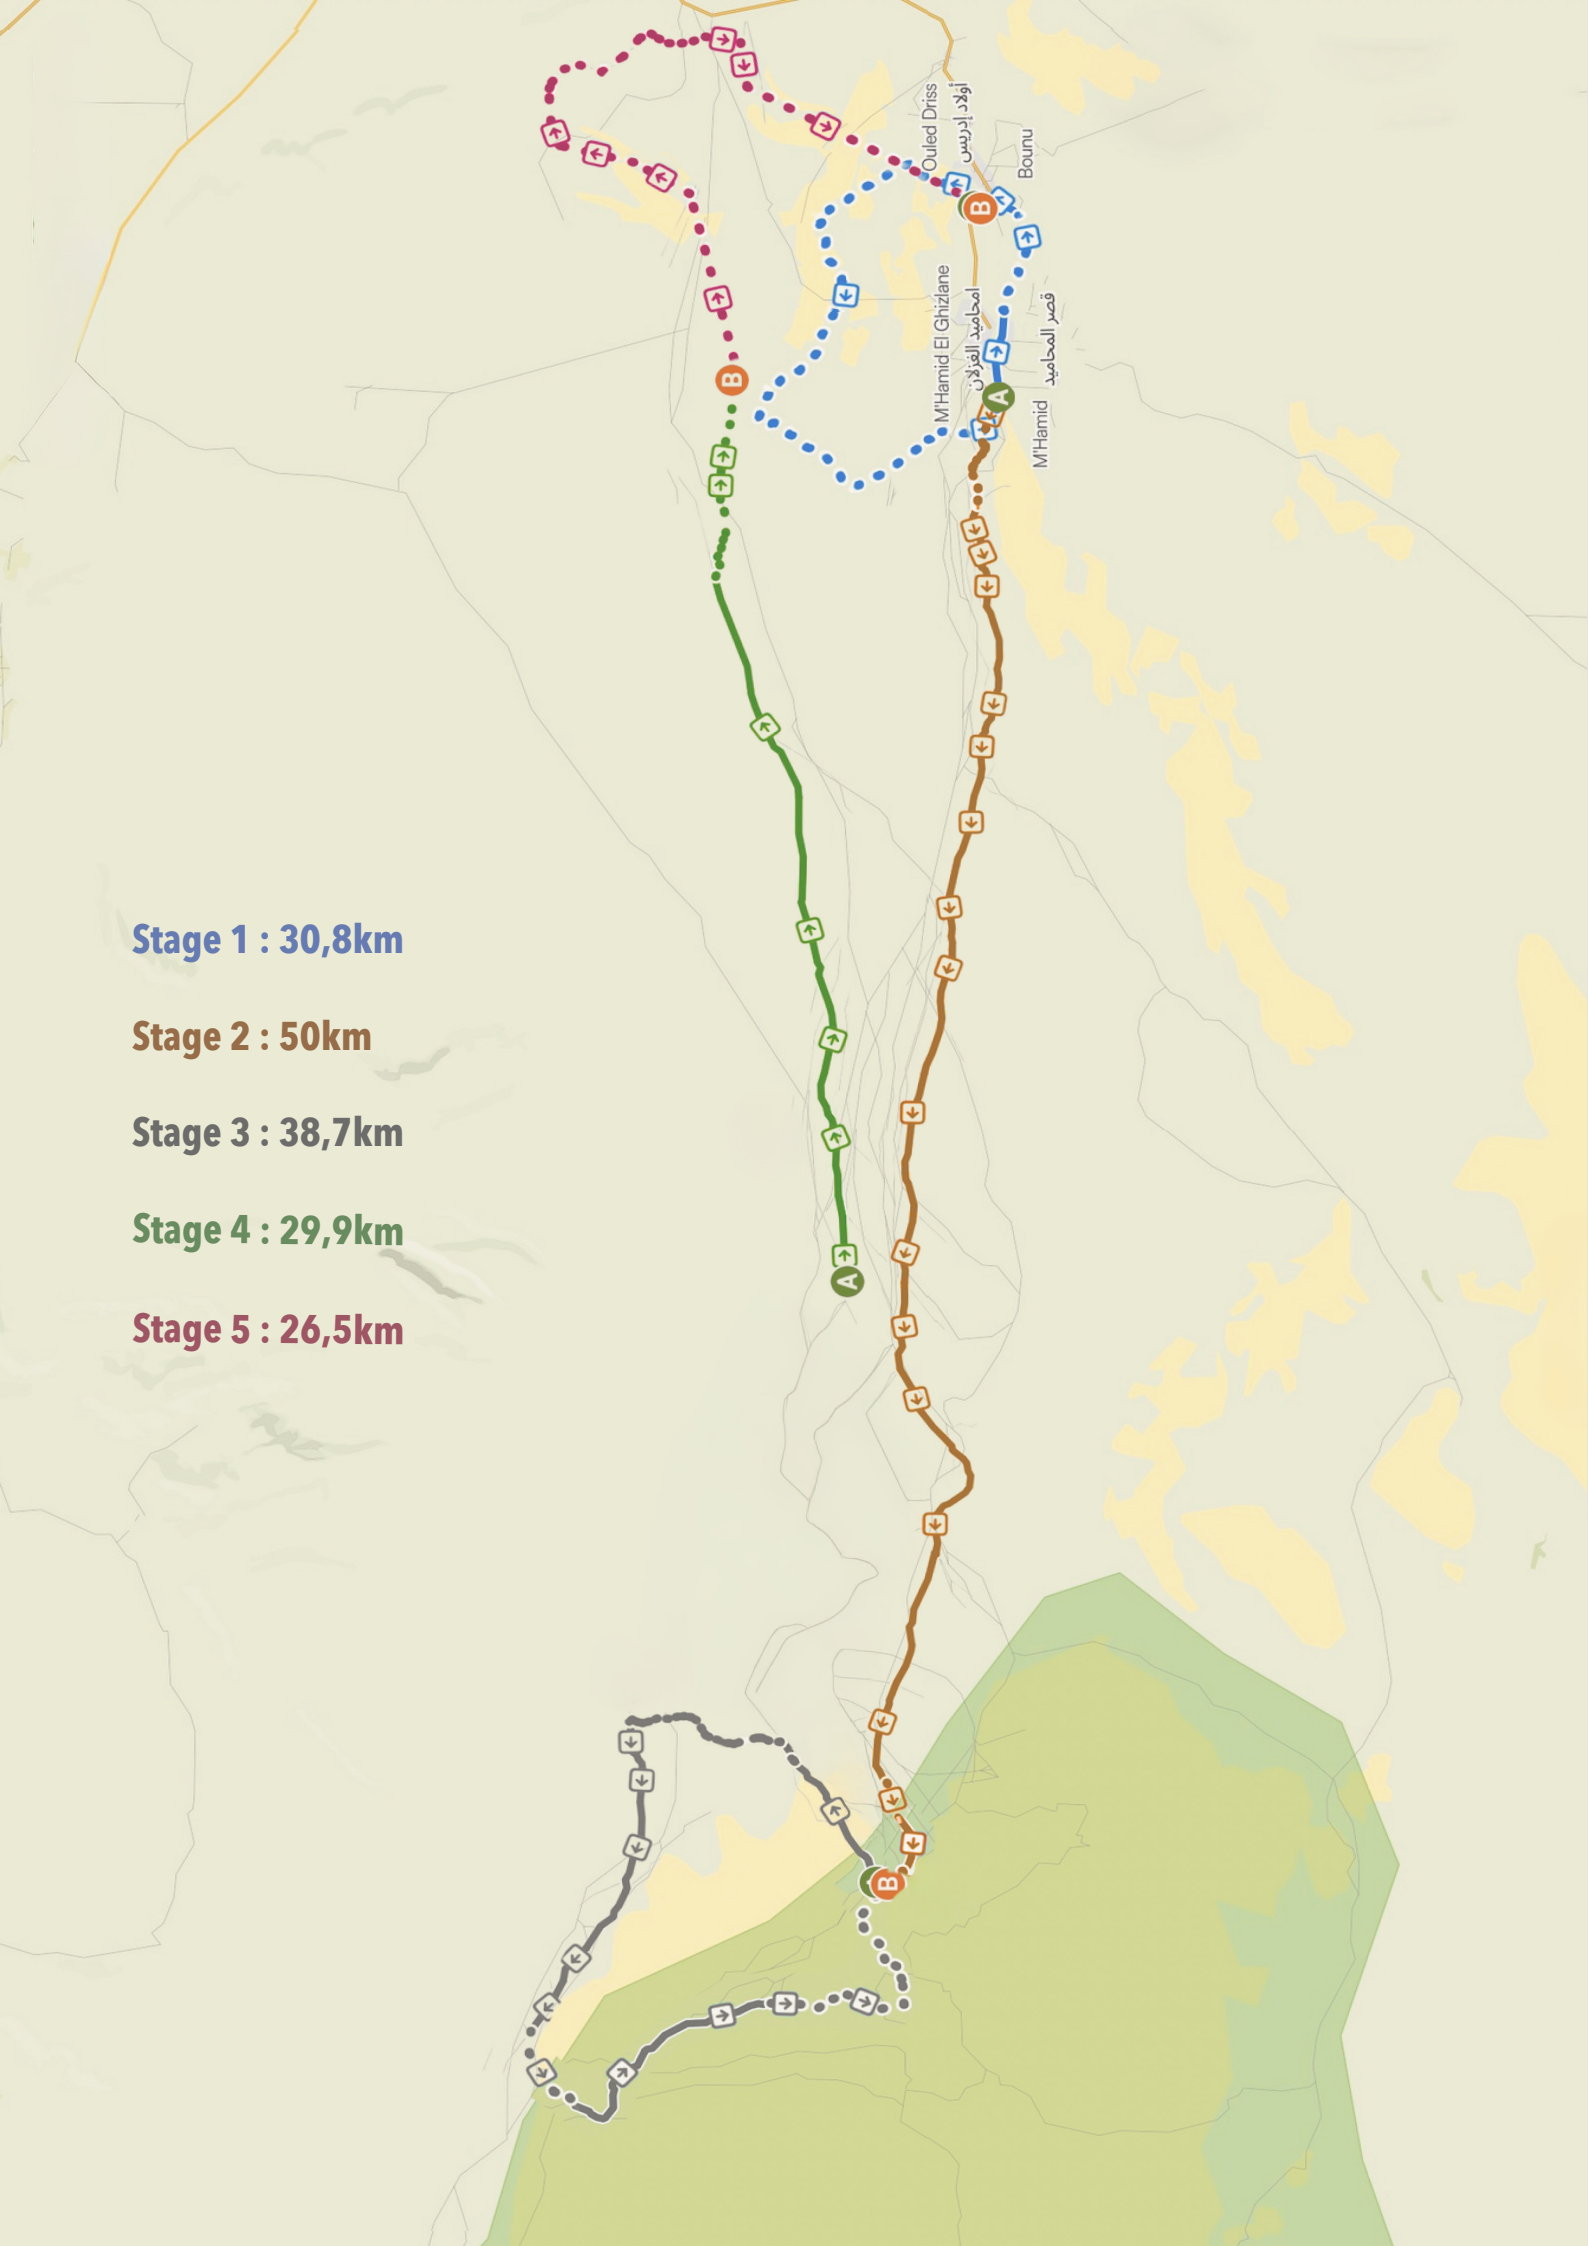 Ouled Driss
أولاد إدريس
Bounu
M'Hamid El Ghizlane
امحاميد الغزلان
قصر المحاميد
M'Hamid
B
B
A
Stage 1 : 30,8km
Stage 2 : 50km
Stage 3 : 38,7km
Stage 4 : 29,9km
Stage 5 : 26,5km
A
B